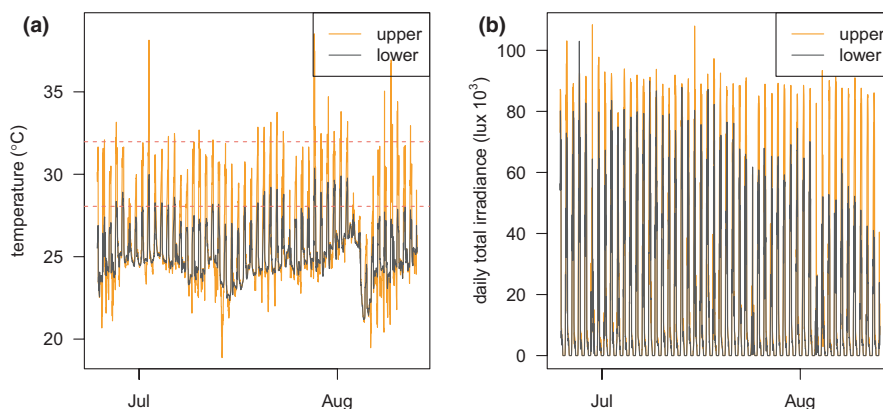 (a)
upper
lower
temperature (°C)
35
30
25
20
Jul
Aug
(b)
upper
lower
daily total irradiance (lux 10³)
100
80
60
40
20
0
Jul
Aug